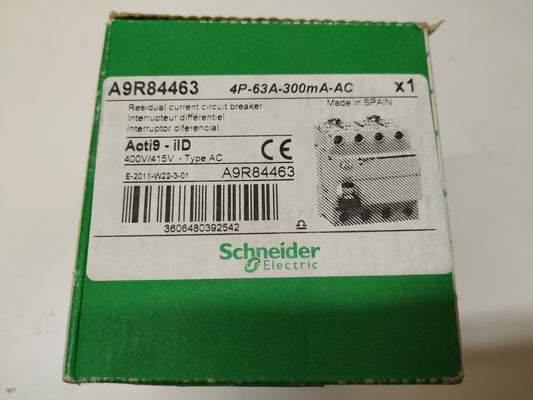 A9R84463 4P-63A-300mA-AC x1
Residual current circuit breaker Made in SPAIN
Interrupteur différentiel
Interruptor diferencial
Acti9 - iID
400V/415V - Type AC CE
E-2011-W22-3-01 A9R84463
3606480392542
Schneider
Electric